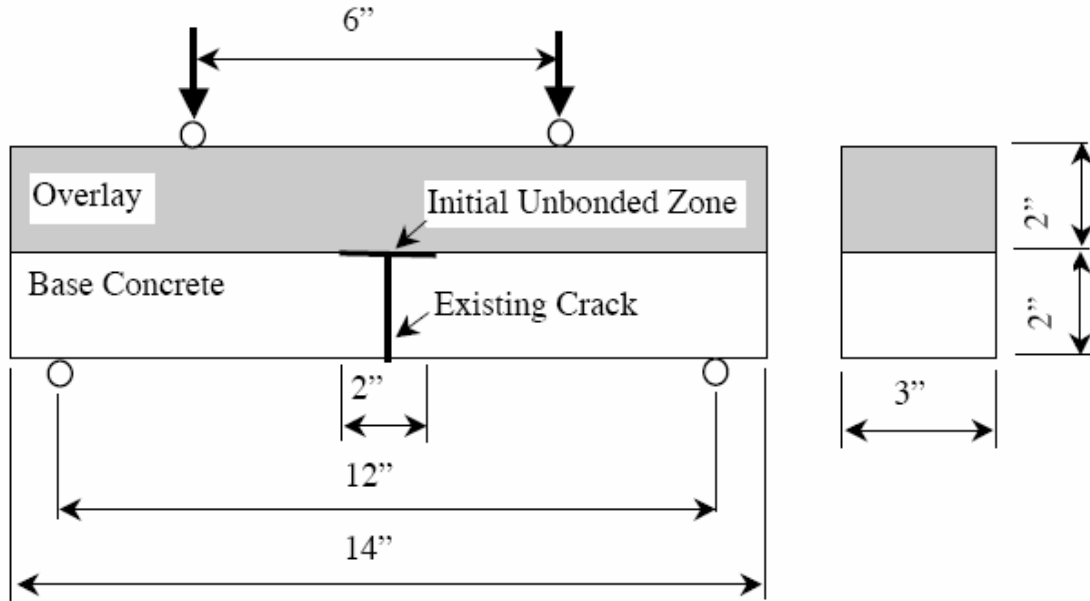 6”
Overlay
Initial Unbonded Zone
2”
Base Concrete
Existing Crack
2”
2”
3”
12”
14”